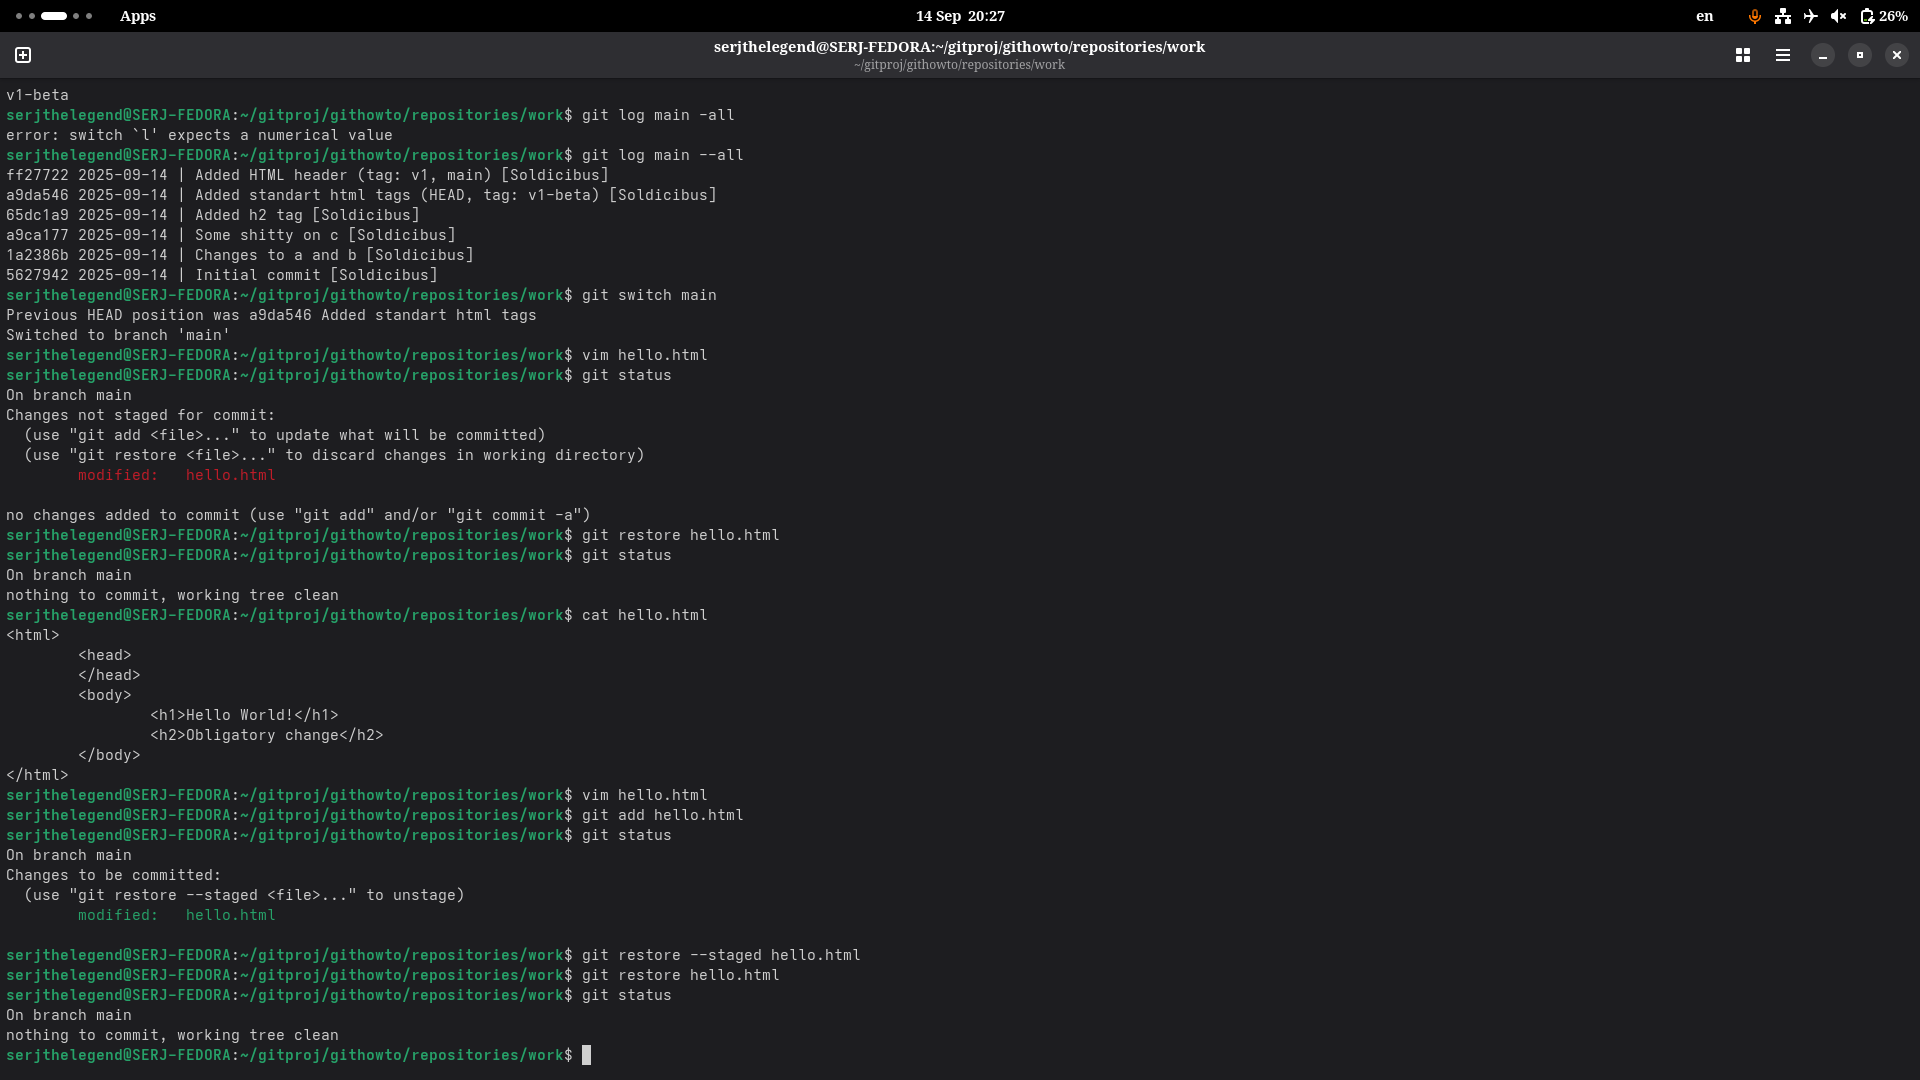 Apps
14 Sep 20:27
en
26%
serjthelegend@SERJ-FEDORA:~/gitproj/githowto/repositories/work
~/gitproj/githowto/repositories/work
v1-beta
serjthelegend@SERJ-FEDORA:~/gitproj/githowto/repositories/work$ git log main -all
error: switch `l' expects a numerical value
serjthelegend@SERJ-FEDORA:~/gitproj/githowto/repositories/work$ git log main --all
ff27722 2025-09-14 | Added HTML header (tag: v1, main) [Soldicibus]
a9da546 2025-09-14 | Added standart html tags (HEAD, tag: v1-beta) [Soldicibus]
65dc1a9 2025-09-14 | Added h2 tag [Soldicibus]
a9ca177 2025-09-14 | Some shitty on c [Soldicibus]
1a2386b 2025-09-14 | Changes to a and b [Soldicibus]
5627942 2025-09-14 | Initial commit [Soldicibus]
serjthelegend@SERJ-FEDORA:~/gitproj/githowto/repositories/work$ git switch main
Previous HEAD position was a9da546 Added standart html tags
Switched to branch 'main'
serjthelegend@SERJ-FEDORA:~/gitproj/githowto/repositories/work$ vim hello.html
serjthelegend@SERJ-FEDORA:~/gitproj/githowto/repositories/work$ git status
On branch main
Changes not staged for commit:
  (use "git add <file>..." to update what will be committed)
  (use "git restore <file>..." to discard changes in working directory)
        modified:   hello.html
no changes added to commit (use "git add" and/or "git commit -a")
serjthelegend@SERJ-FEDORA:~/gitproj/githowto/repositories/work$ git restore hello.html
serjthelegend@SERJ-FEDORA:~/gitproj/githowto/repositories/work$ git status
On branch main
nothing to commit, working tree clean
serjthelegend@SERJ-FEDORA:~/gitproj/githowto/repositories/work$ cat hello.html
<html>
        <head>
        </head>
        <body>
                <h1>Hello World!</h1>
                <h2>Obligatory change</h2>
        </body>
</html>
serjthelegend@SERJ-FEDORA:~/gitproj/githowto/repositories/work$ vim hello.html
serjthelegend@SERJ-FEDORA:~/gitproj/githowto/repositories/work$ git add hello.html
serjthelegend@SERJ-FEDORA:~/gitproj/githowto/repositories/work$ git status
On branch main
Changes to be committed:
  (use "git restore --staged <file>..." to unstage)
        modified:   hello.html
serjthelegend@SERJ-FEDORA:~/gitproj/githowto/repositories/work$ git restore --staged hello.html
serjthelegend@SERJ-FEDORA:~/gitproj/githowto/repositories/work$ git restore hello.html
serjthelegend@SERJ-FEDORA:~/gitproj/githowto/repositories/work$ git status
On branch main
nothing to commit, working tree clean
serjthelegend@SERJ-FEDORA:~/gitproj/githowto/repositories/work$